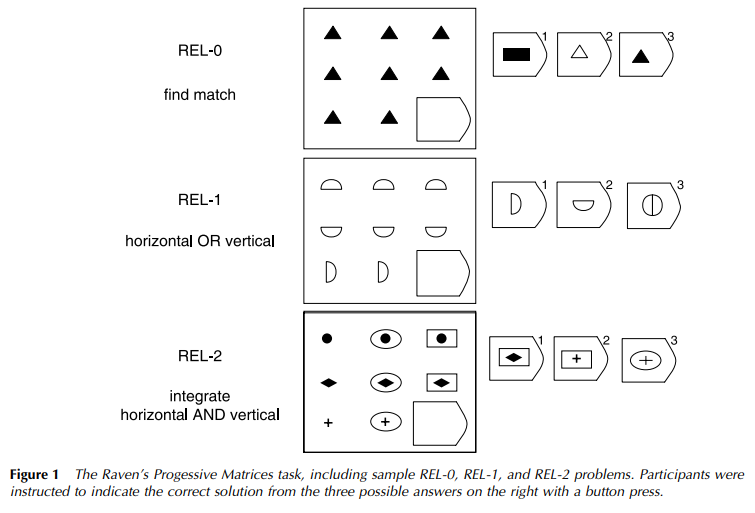 REL-0
find match
1
2
3
REL-1
horizontal OR vertical
1
2
3
REL-2
integrate
horizontal AND vertical
1
2
3
Figure 1 The Raven's Progessive Matrices task, including sample REL-0, REL-1, and REL-2 problems. Participants were
instructed to indicate the correct solution from the three possible answers on the right with a button press.